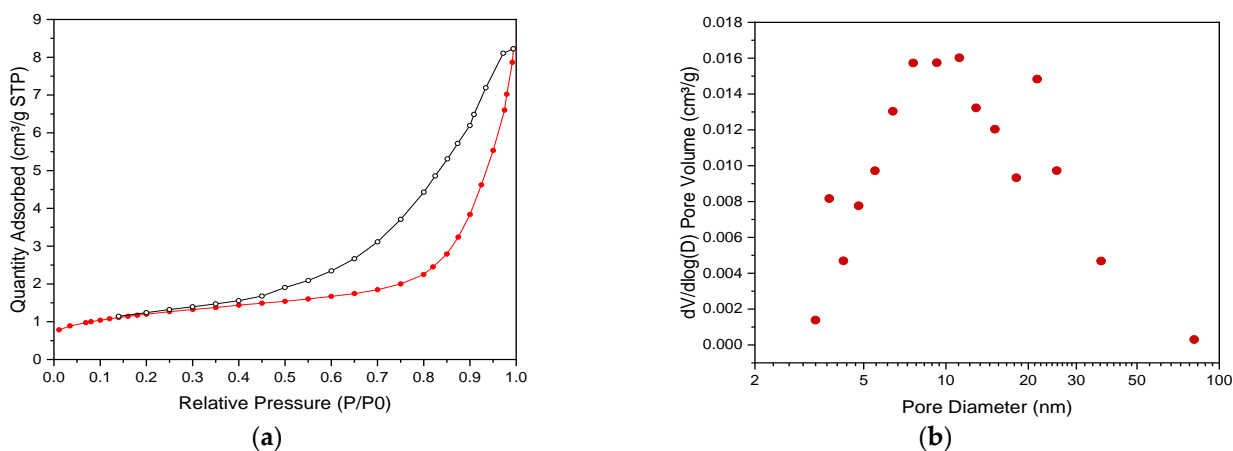 9
8
7
6
5
4
3
2
1
0
Quantity Adsorbed (cm³/g STP)
0.0 0.1 0.2 0.3 0.4 0.5 0.6 0.7 0.8 0.9 1.0
Relative Pressure (P/P0)
(a)
0.018
0.016
0.014
0.012
0.010
0.008
0.006
0.004
0.002
0.000
dV/dlog(D) Pore Volume (cm³/g)
2 5 10 20 30 50 100
Pore Diameter (nm)
(b)